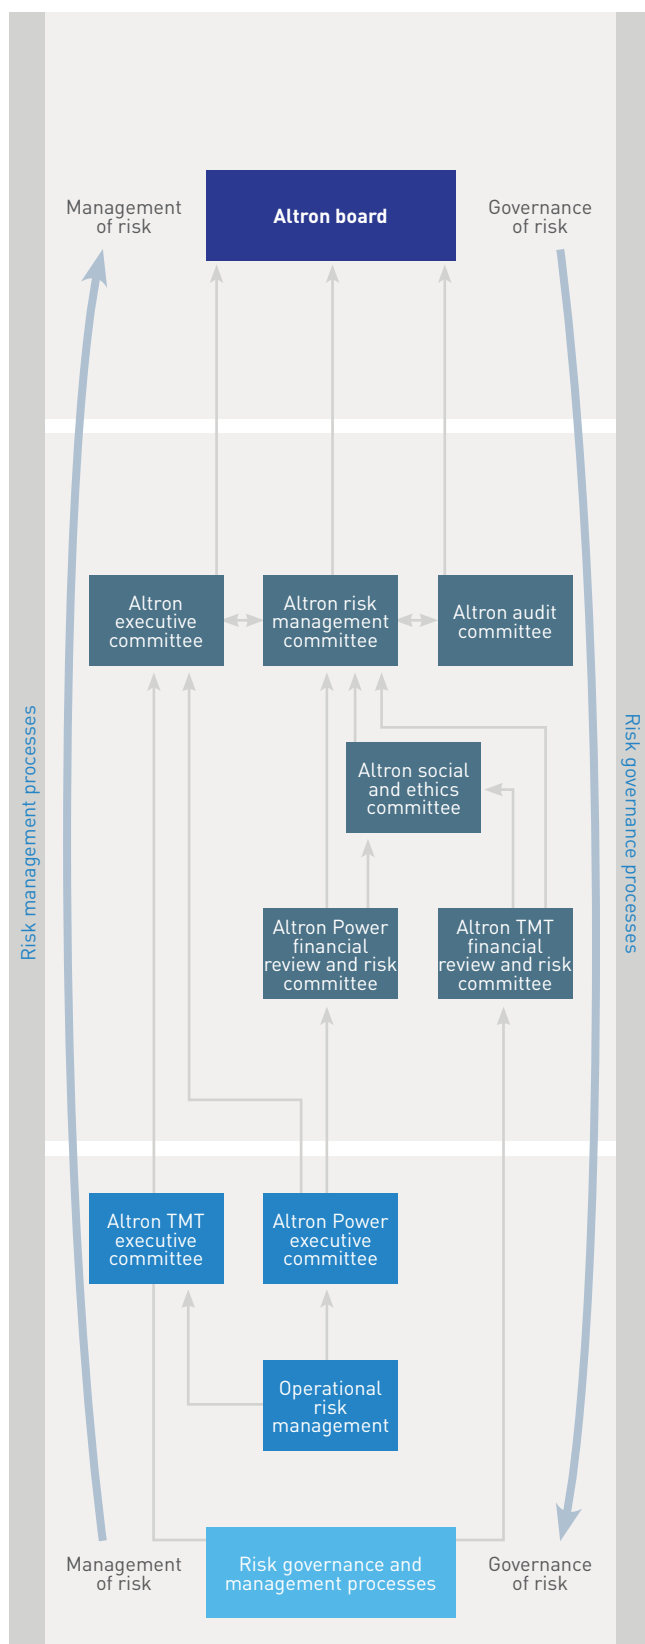 Management
of risk
Altron board
Governance
of risk
Altron
executive
committee
Altron risk
management
committee
Altron audit
committee
Risk management processes
Risk governance processes
Altron social
and ethics
committee
Altron Power
financial
review and risk
committee
Altron TMT
financial
review and risk
committee
Altron TMT
executive
committee
Altron Power
executive
committee
Operational
risk
management
Management
of risk
Risk governance and
management processes
Governance
of risk